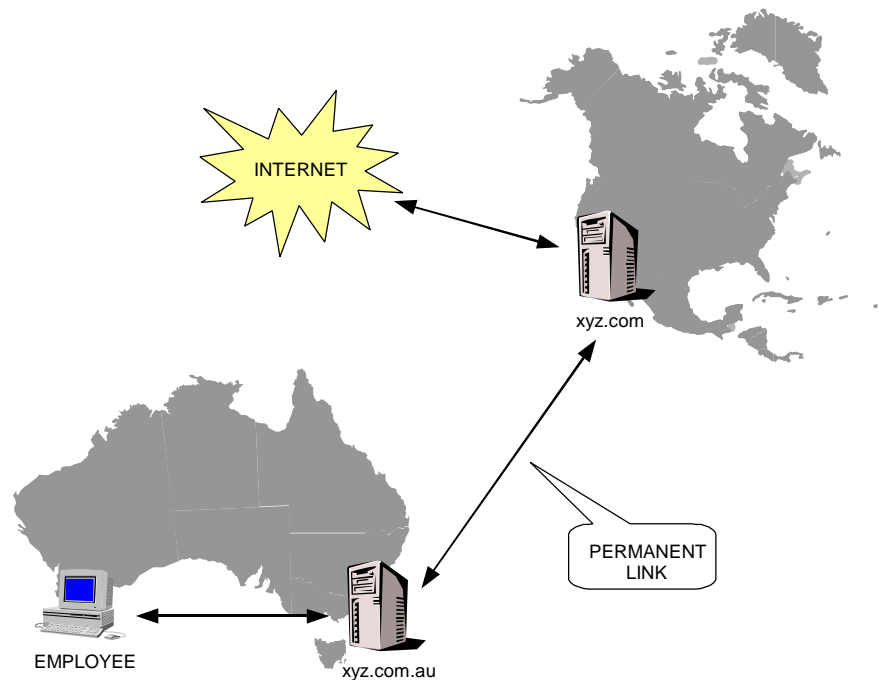 INTERNET
xyz.com
PERMANENT
LINK
EMPLOYEE
xyz.com.au